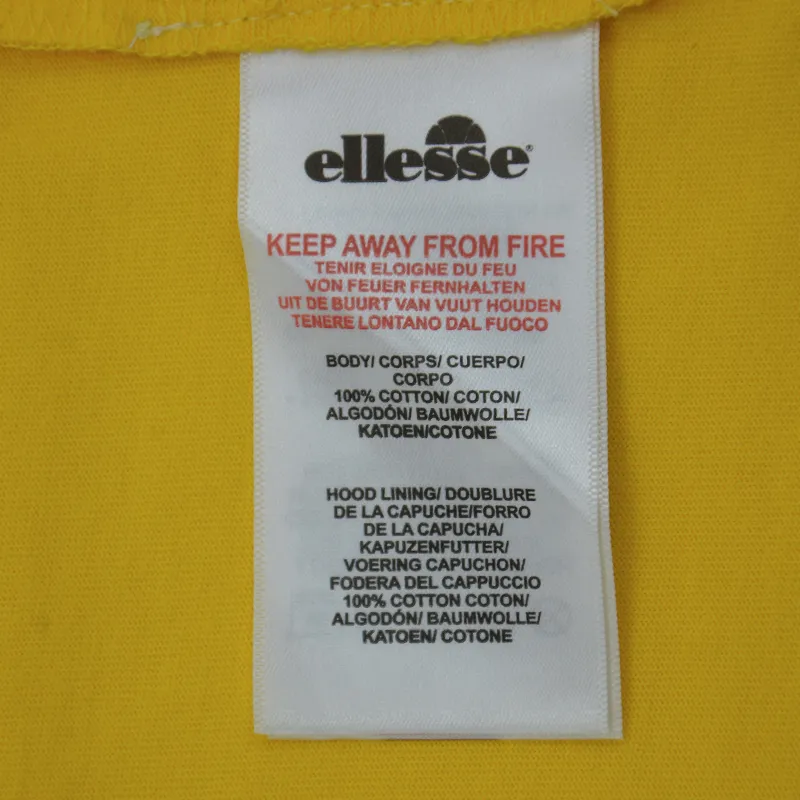 ellesse®
KEEP AWAY FROM FIRE
TENIR ELOIGNE DU FEU
VON FEUER FERNHALTEN
UIT DE BUURT VAN VUUT HOUDEN
TENERE LONTANO DAL FUOCO
BODY/ CORPS/ CUERPO/
CORPO
100% COTTON/ COTON/
ALGODÓN/ BAUMWOLLE/
KATOEN/COTONE
HOOD LINING/ DOUBLURE
DE LA CAPUCHE/FORRO
DE LA CAPUCHA/
KAPUZENFUTTER/
VOERING CAPUCHON/
FODERA DEL CAPPUCCIO
100% COTTON COTON/
ALGODÓN/ BAUMWOLLE/
KATOEN/ COTONE